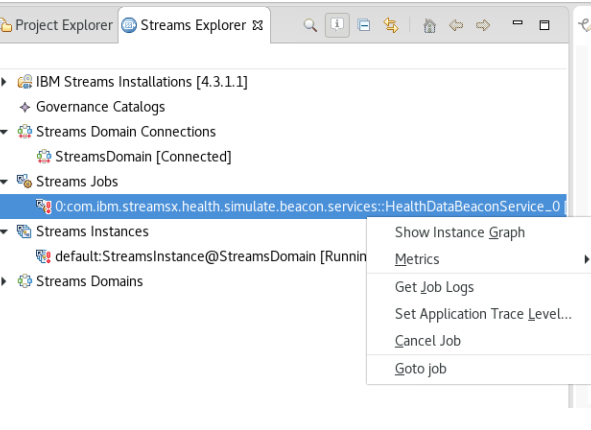 Project Explorer Streams Explorer
IBM Streams Installations [4.3.1.1]
Governance Catalogs
Streams Domain Connections
StreamsDomain [Connected]
Streams Jobs
0:com.ibm.streamsx.health.simulate.beacon.services::HealthDataBeaconService_0 [
Streams Instances
default:StreamsInstance@StreamsDomain [Runnin
Streams Domains
Show Instance Graph
Metrics
Get Job Logs
Set Application Trace Level...
Cancel Job
Goto job